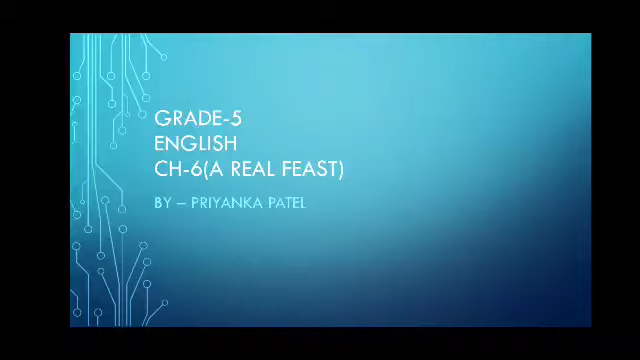 GRADE-5
ENGLISH
CH-6(A REAL FEAST)
BY – PRIYANKA PATEL